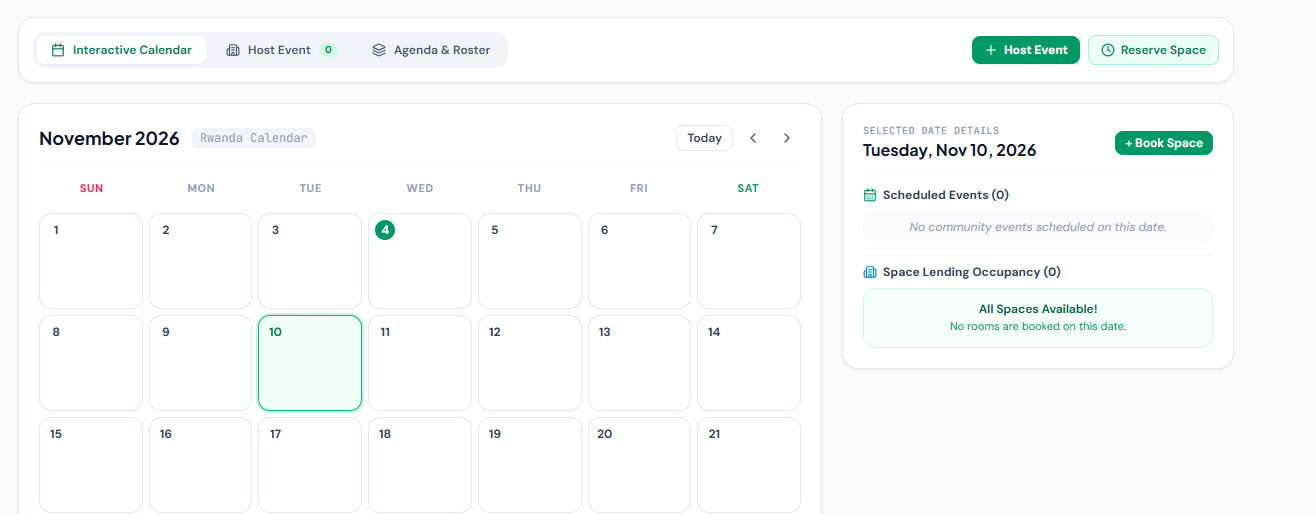 Interactive Calendar
Host Event 0
Agenda & Roster
+ Host Event
Reserve Space
November 2026
Rwanda Calendar
Today
SUN MON TUE WED THU FRI SAT
1 2 3 4 5 6 7
8 9 10 11 12 13 14
15 16 17 18 19 20 21
SELECTED DATE DETAILS
Tuesday, Nov 10, 2026
+ Book Space
Scheduled Events (0)
No community events scheduled on this date.
Space Lending Occupancy (0)
All Spaces Available!
No rooms are booked on this date.